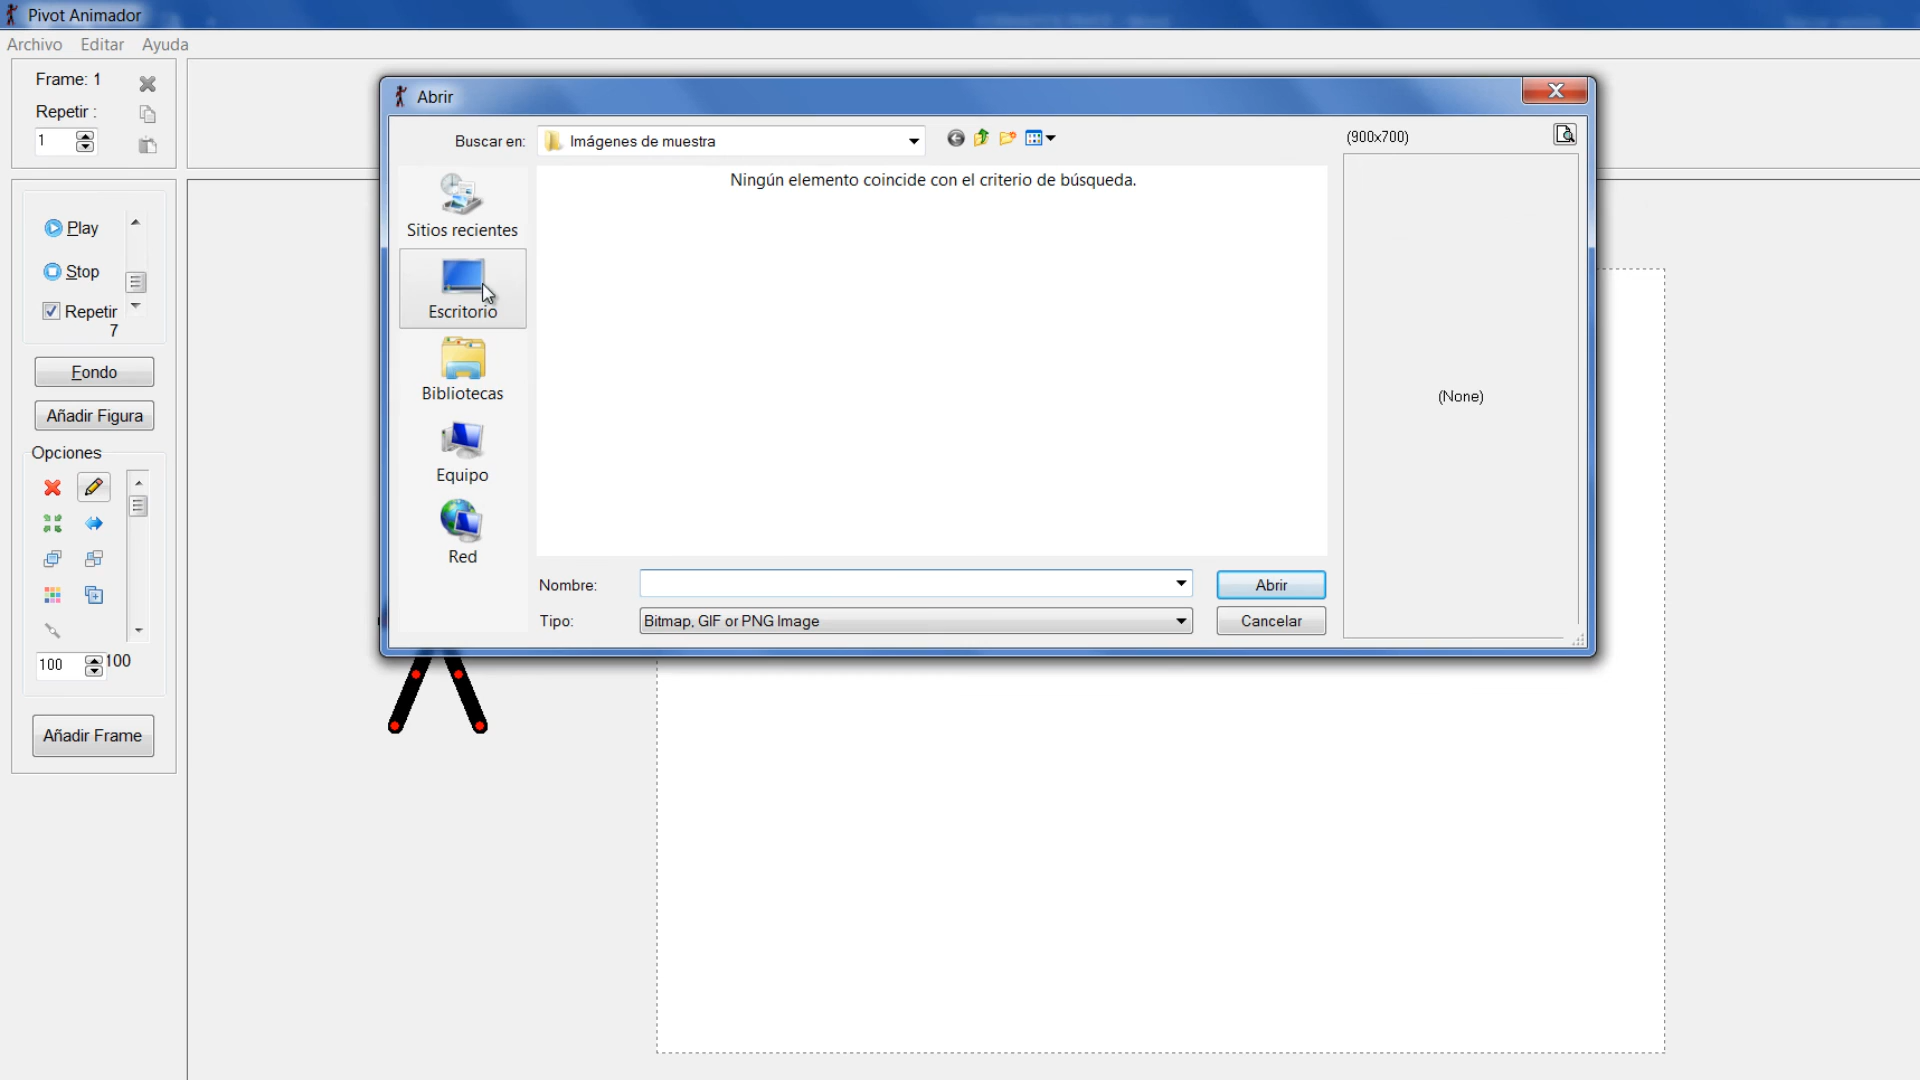 Pivot Animador
Archivo Editar Ayuda
Frame: 1
Repetir :
1
Play
Stop
Repetir
7
Fondo
Añadir Figura
Opciones
100 100
Añadir Frame
Abrir
Buscar en: Imágenes de muestra
(900x700)
Sitios recientes
Escritorio
Bibliotecas
Equipo
Red
Ningún elemento coincide con el criterio de búsqueda.
(None)
Nombre:
Abrir
Tipo: Bitmap, GIF or PNG Image
Cancelar